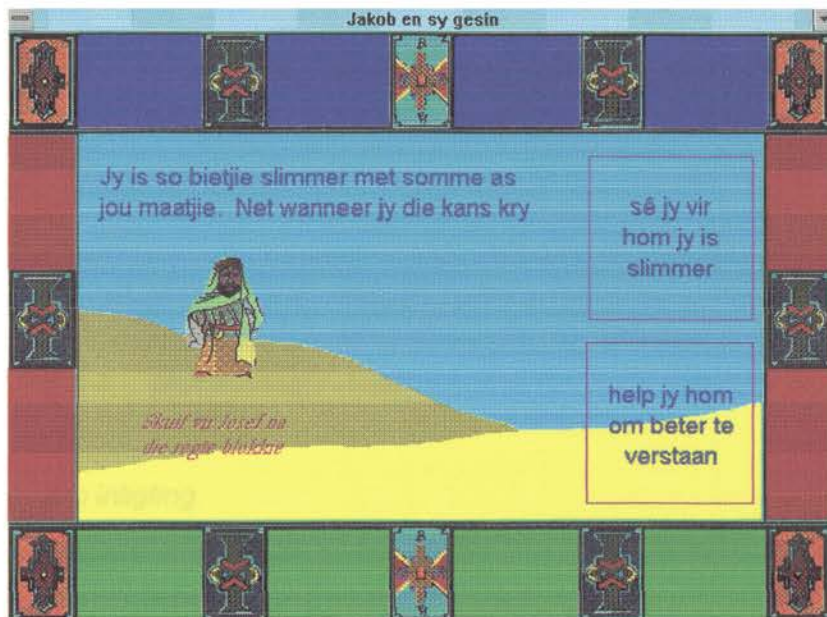 Jakob en sy gesin
Jy is so bietjie slimmer met somme as
jou maatjie. Net wanneer jy die kans kry
sê jy vir
hom jy is
slimmer
help jy hom
om beter te
verstaan
Skuif vir Josef na
die regte blokkie